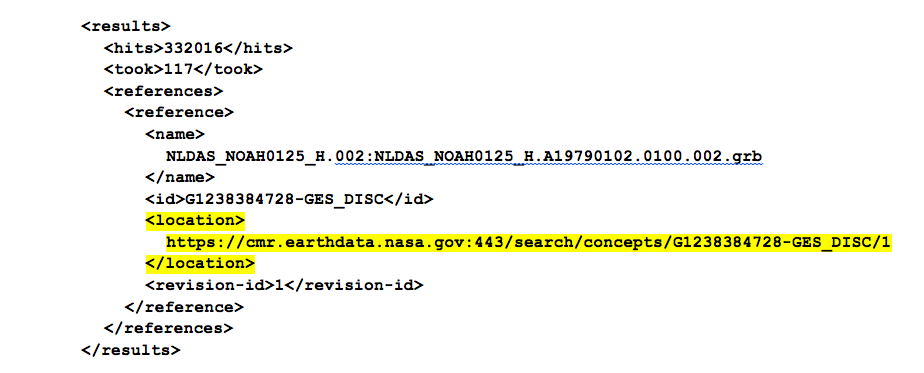 <results>
<hits>332016</hits>
<took>117</took>
<references>
<reference>
<name>
NLDAS_NOAH0125_H.002:NLDAS_NOAH0125_H.A19790102.0100.002.grb
</name>
<id>G1238384728-GES_DISC</id>
<location>
https://cmr.earthdata.nasa.gov:443/search/concepts/G1238384728-GES_DISC/1
</location>
<revision-id>1</revision-id>
</reference>
</references>
</results>